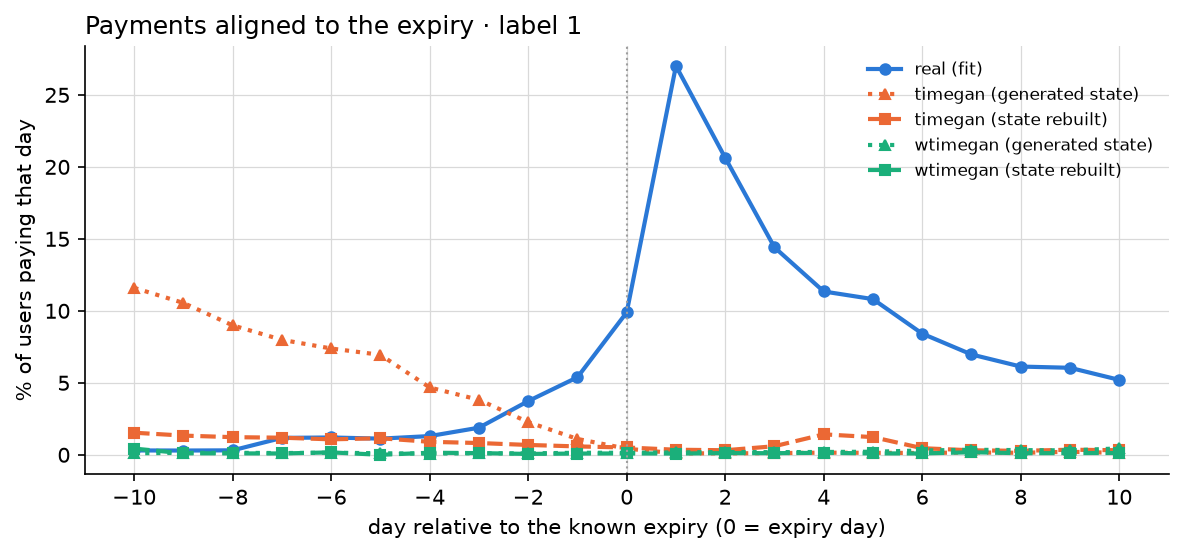 Payments aligned to the expiry · label 1
real (fit)
timegan (generated state)
timegan (state rebuilt)
wtimegan (generated state)
wtimegan (state rebuilt)
% of users paying that day
25
20
15
10
5
0
−10 −8 −6 −4 −2 0 2 4 6 8 10
day relative to the known expiry (0 = expiry day)